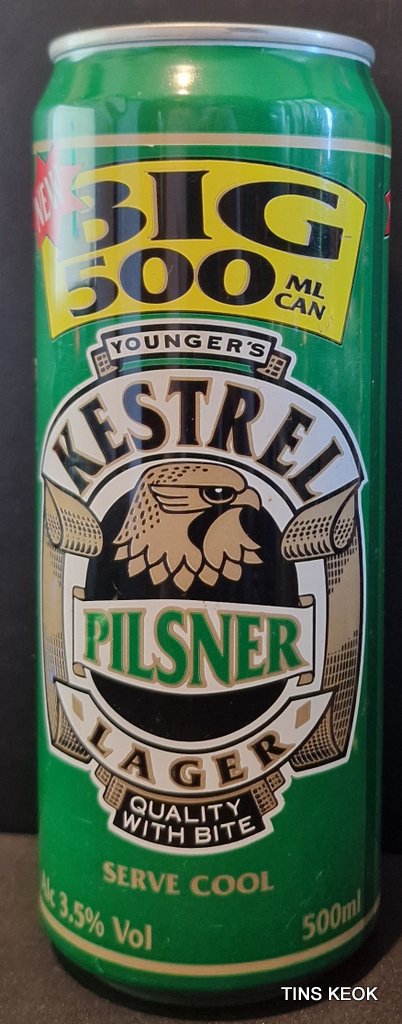 NEW
BIG
500 ML
CAN
YOUNGER'S
KESTREL
PILSNER
LAGER
QUALITY
WITH BITE
SERVE COOL
Alc 3.5% Vol
500ml
TINS KEOK